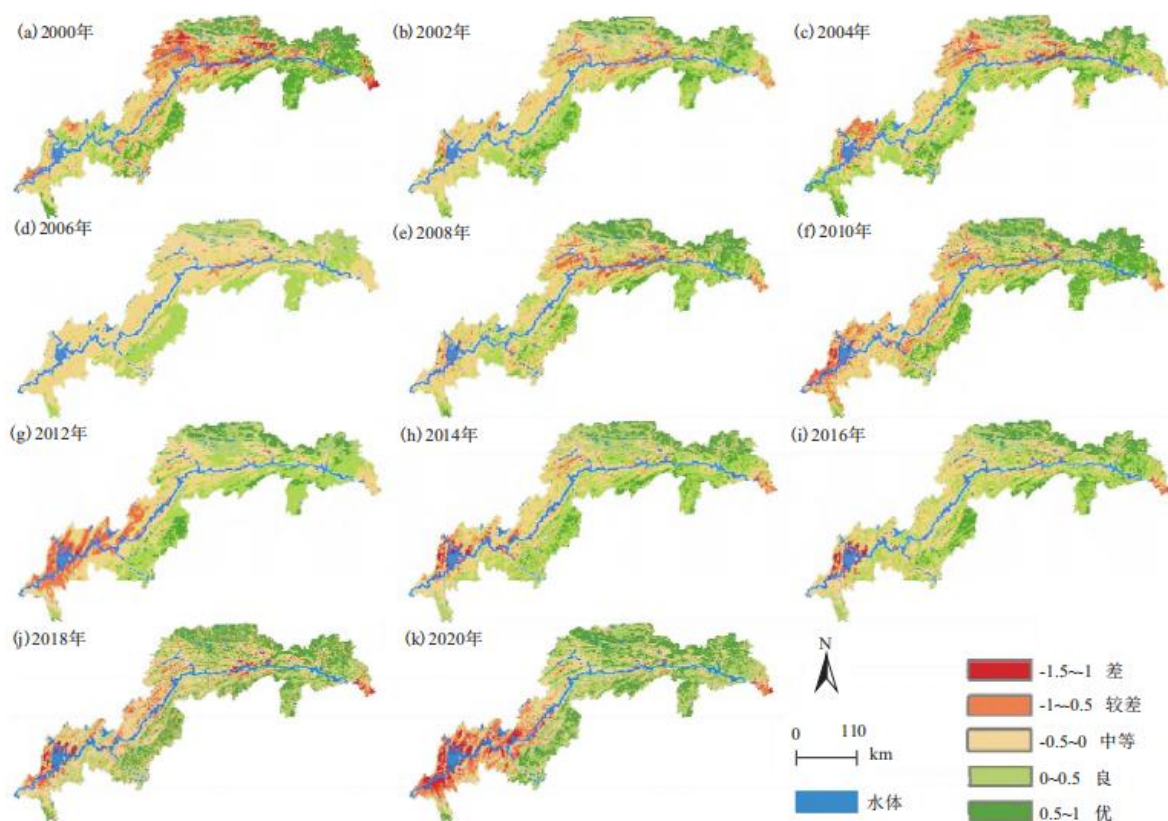 (a) 2000年
(b) 2002年
(c) 2004年
(d) 2006年
(e) 2008年
(f) 2010年
(g) 2012年
(h) 2014年
(i) 2016年
(j) 2018年
(k) 2020年
N
0 110
km
水体
-1.5~-1 差
-1~-0.5 较差
-0.5~0 中等
0~0.5 良
0.5~1 优